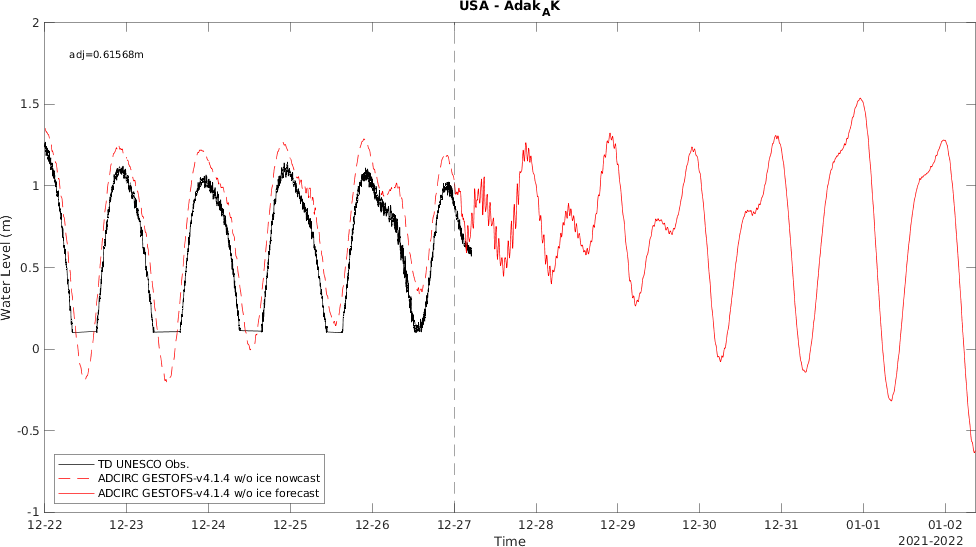 USA - Adak_AK
adj=0.61568m
2
1.5
1
0.5
0
-0.5
-1
Water Level (m)
TD UNESCO Obs.
ADCIRC GESTOFS-v4.1.4 w/o ice nowcast
ADCIRC GESTOFS-v4.1.4 w/o ice forecast
12-22 12-23 12-24 12-25 12-26 12-27 12-28 12-29 12-30 12-31 01-01 01-02
Time
2021-2022